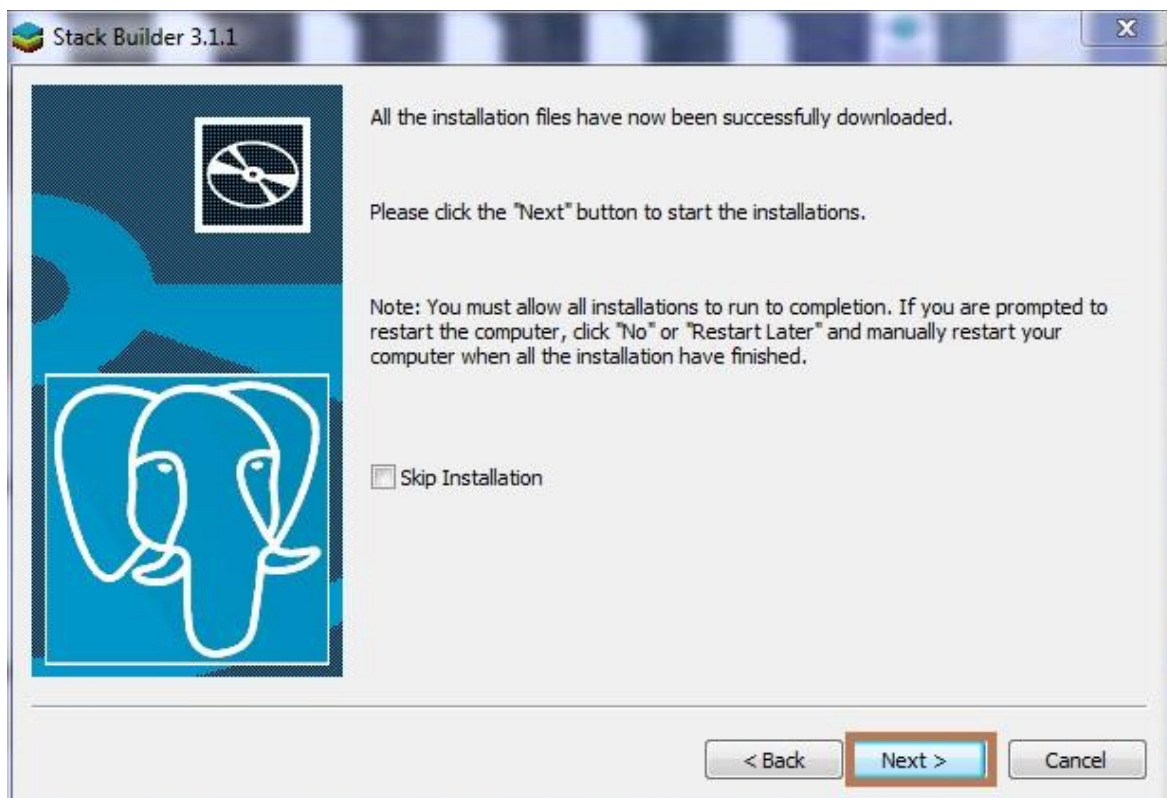 Stack Builder 3.1.1
X
All the installation files have now been successfully downloaded.
Please click the "Next" button to start the installations.
Note: You must allow all installations to run to completion. If you are prompted to
restart the computer, click "No" or "Restart Later" and manually restart your
computer when all the installation have finished.
Skip Installation
< Back Next > Cancel